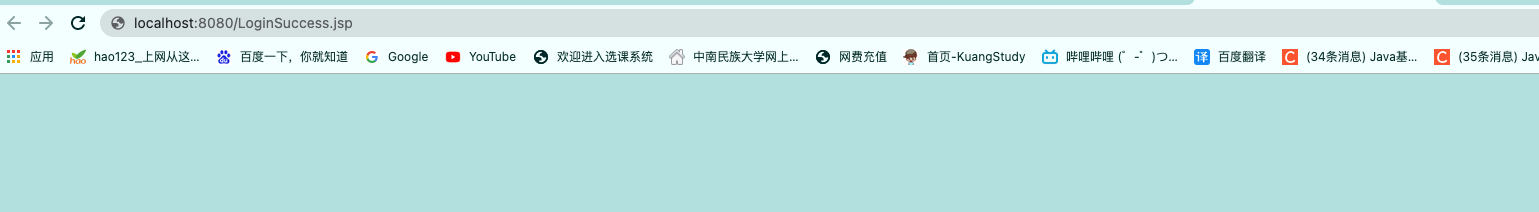 localhost:8080/LoginSuccess.jsp
应用 hao123_上网从这... 百度一下，你就知道 Google YouTube 欢迎进入选课系统 中南民族大学网上... 网费充值 首页-KuangStudy 哔哩哔哩 (゜-゜)つ... 译 百度翻译 C (34条消息) Java基... C (35条消息) Jav